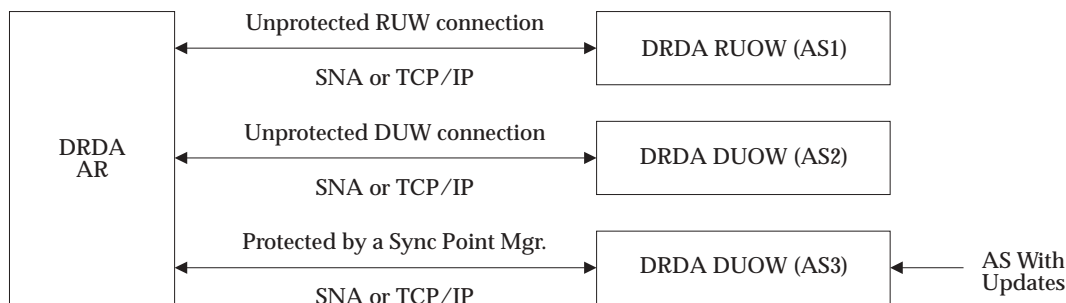 Unprotected RUW connection
DRDA RUOW (AS1)
SNA or TCP/IP
Unprotected DUW connection
DRDA
AR
DRDA DUOW (AS2)
SNA or TCP/IP
Protected by a Sync Point Mgr.
DRDA DUOW (AS3)
AS With
Updates
SNA or TCP/IP